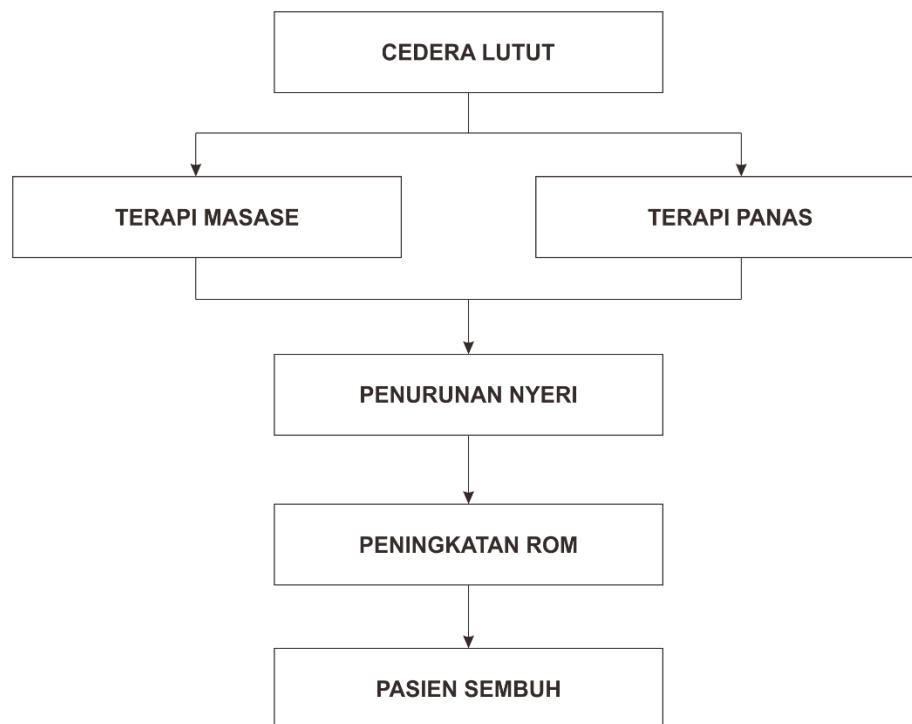 CEDERA LUTUT
TERAPI MASASE
TERAPI PANAS
PENURUNAN NYERI
PENINGKATAN ROM
PASIEN SEMBUH